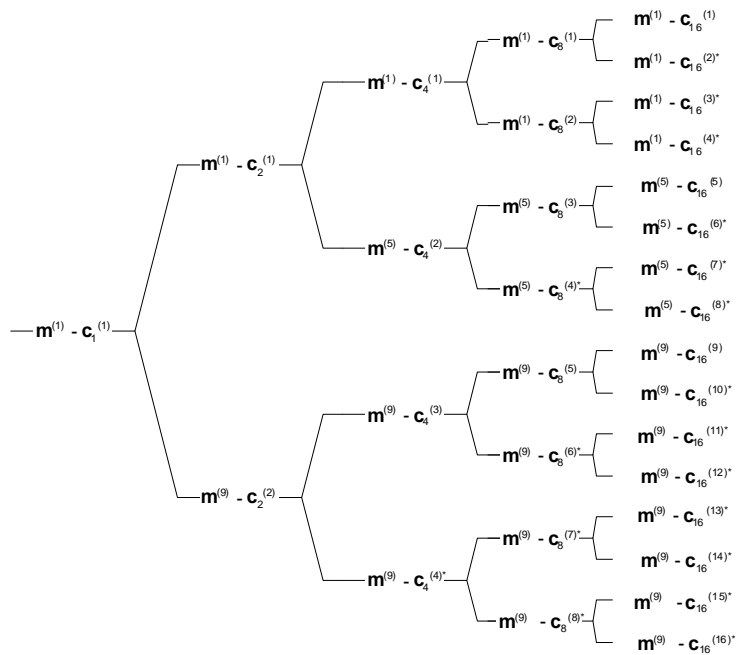 m(1) - c16(1)
m(1) - c8(1)
m(1) - c16(2)*
m(1) - c4(1)
m(1) - c16(3)*
m(1) - c8(2)
m(1) - c16(4)*
m(1) - c2(1)
m(5) - c16(5)
m(5) - c8(3)
m(5) - c16(6)*
m(5) - c4(2)
m(5) - c16(7)*
m(5) - c8(4)*
m(5) - c16(8)*
m(1) - c1(1)
m(9) - c16(9)
m(9) - c8(5)
m(9) - c16(10)*
m(9) - c4(3)
m(9) - c16(11)*
m(9) - c8(6)*
m(9) - c16(12)*
m(9) - c2(2)
m(9) - c16(13)*
m(9) - c8(7)*
m(9) - c16(14)*
m(9) - c4(4)*
m(9) - c16(15)*
m(9) - c8(8)*
m(9) - c16(16)*